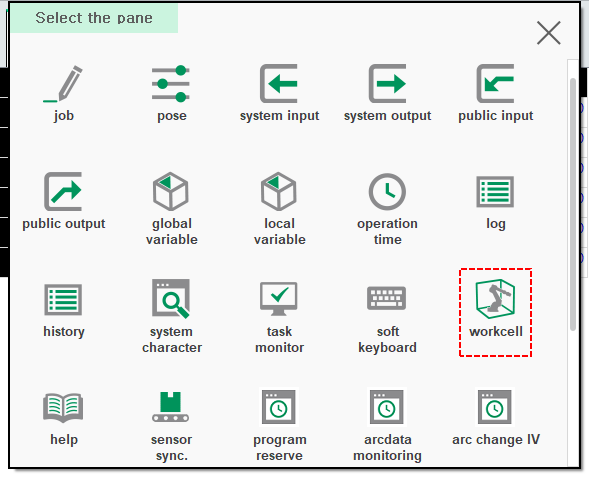 Select the pane
job
pose
system input
system output
public input
public output
global
variable
local
variable
operation
time
log
history
system
character
task
monitor
soft
keyboard
workcell
help
sensor
sync.
program
reserve
arcdata
monitoring
arc change IV